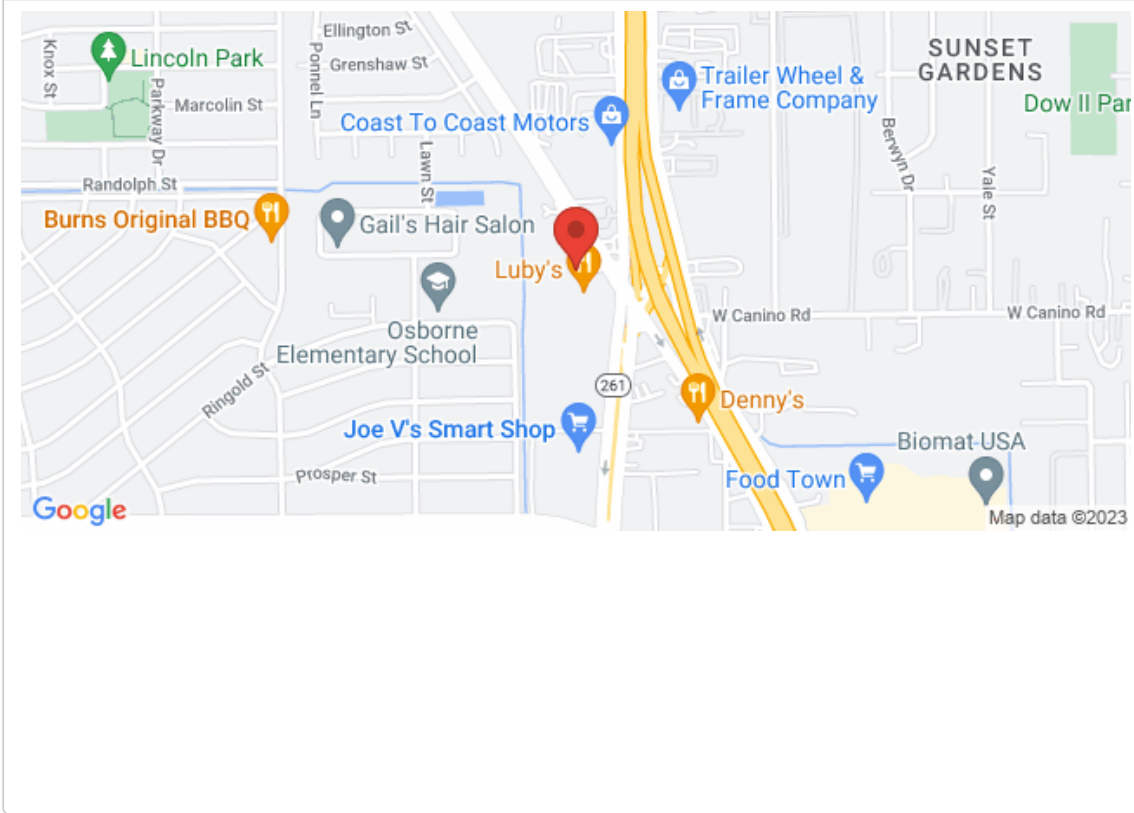 Knox St
Lincoln Park
Parkway Dr
Marcolin St
Ponnel Ln
Ellington St
Grenshaw St
Coast To Coast Motors
Trailer Wheel &
Frame Company
SUNSET
GARDENS
Dow II Par
Berwyn Dr
Yale St
Randolph St
Lawn St
Burns Original BBQ
Gail's Hair Salon
Luby's
Osborne
Elementary School
W Canino Rd
W Canino Rd
Ringold St
261
Denny's
Joe V's Smart Shop
Biomat USA
Prosper St
Food Town
Google
Map data ©2023